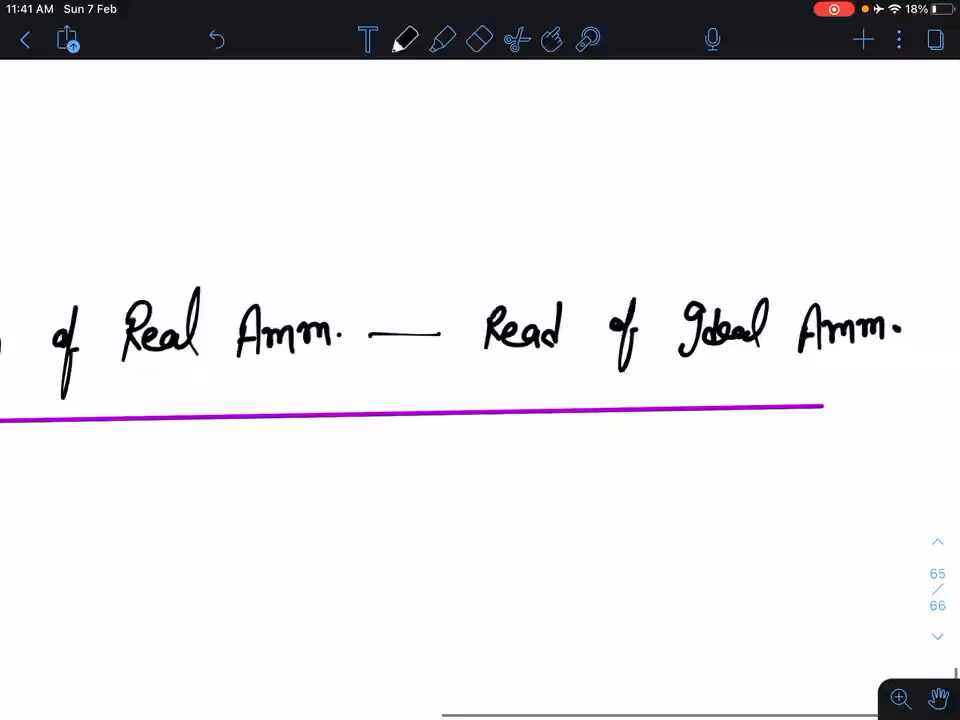 11:41 AM Sun 7 Feb 18%
T
of Real Amm. — Read of Ideal Amm.
65
/
66